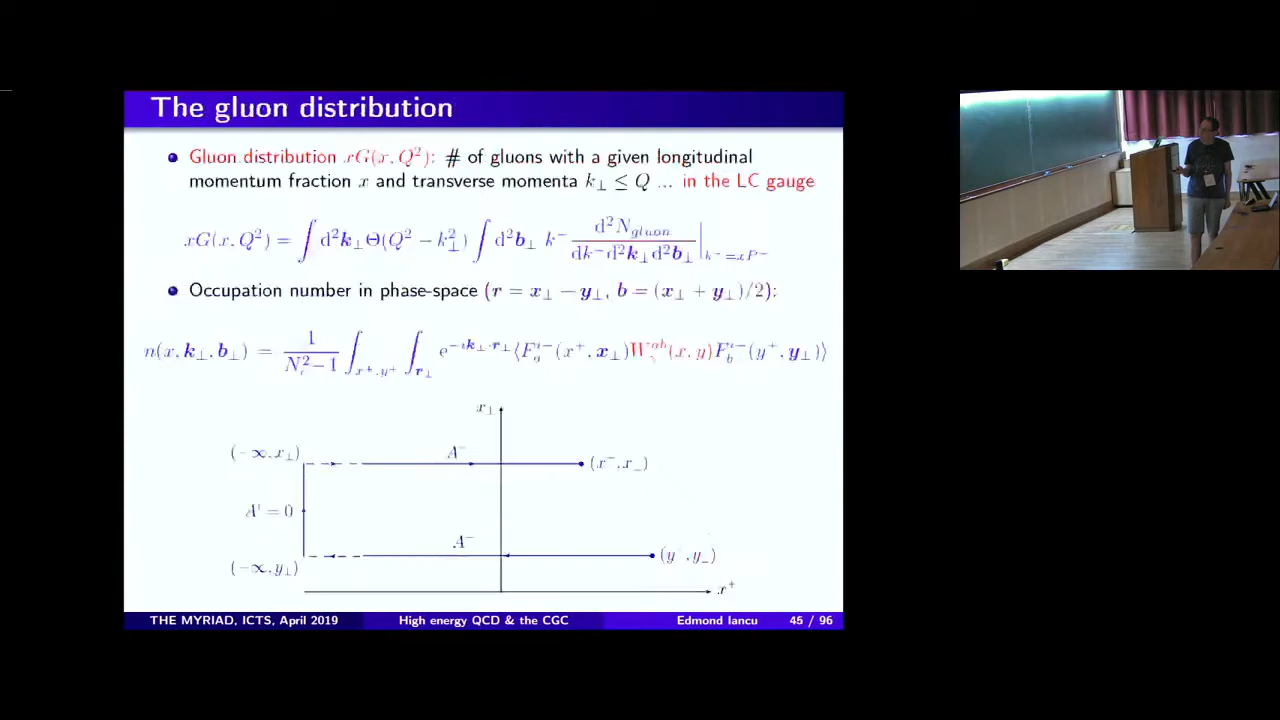 The gluon distribution
Gluon distribution xG(x, Q²): # of gluons with a given longitudinal
momentum fraction x and transverse momenta k⊥ ≤ Q ... in the LC gauge
xG(x, Q²) = ∫ d²k⊥Θ(Q² − k⊥²) ∫ d²b⊥ k⁻ d²N_gluon / dk⁻d²k⊥d²b⊥ |_{k⁻=xP⁻}
Occupation number in phase-space (r = x⊥ − y⊥, b = (x⊥ + y⊥)/2):
n(x, k⊥, b⊥) = 1/(N_c² − 1) ∫_{x⁺,y⁺} ∫_{r⊥} e^{−ik⊥·r⊥}⟨F_a^{i−}(x⁺, x⊥)W^{ab}(x, y)F_b^{i−}(y⁺, y⊥)⟩
x⊥
(−∞, x⊥)
A⁻
A^i = 0
A⁻
(−∞, y⊥)
x⁺
THE MYRIAD, ICTS, April 2019 High energy QCD & the CGC Edmond Iancu 45 / 96